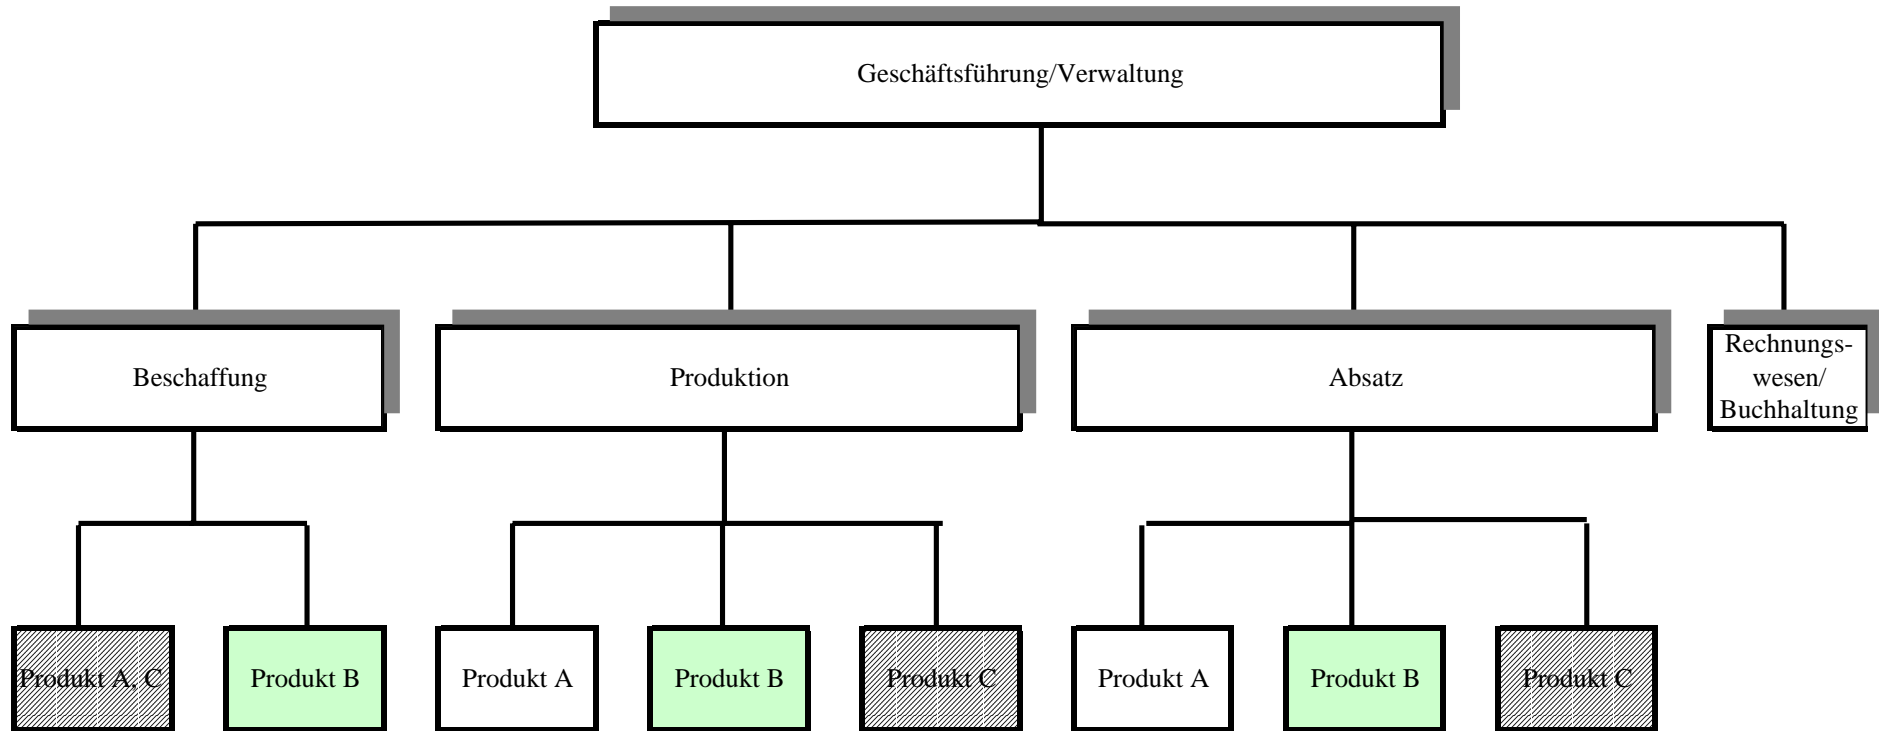 Geschäftsführung/Verwaltung
Beschaffung
Produktion
Absatz
Rechnungs-
wesen/
Buchhaltung
Produkt A, C
Produkt B
Produkt A
Produkt B
Produkt C
Produkt A
Produkt B
Produkt C